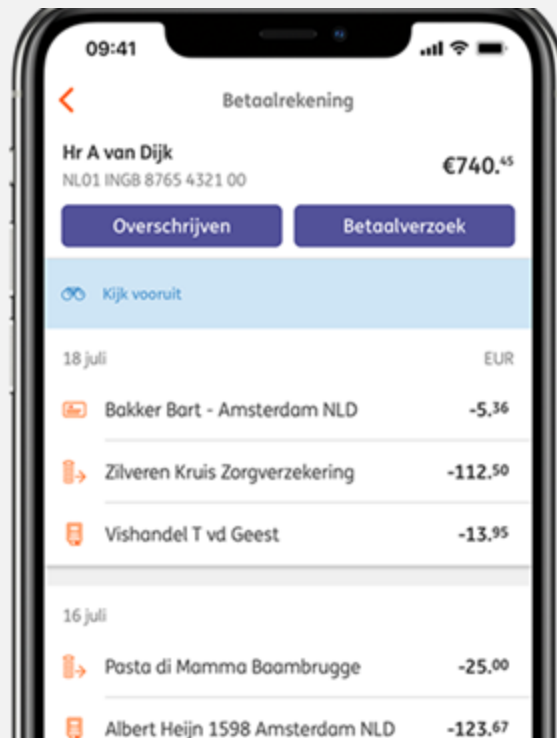 09:41
Betaalrekening
Hr A van Dijk
€740.45
NL01 INGB 8765 4321 00
Overschrijven
Betaalverzoek
Kijk vooruit
18 juli EUR
Bakker Bart - Amsterdam NLD -5.36
Zilveren Kruis Zorgverzekering -112.50
Vishandel T vd Geest -13.95
16 juli
Pasta di Mamma Baambrugge -25.00
Albert Heijn 1598 Amsterdam NLD -123.67